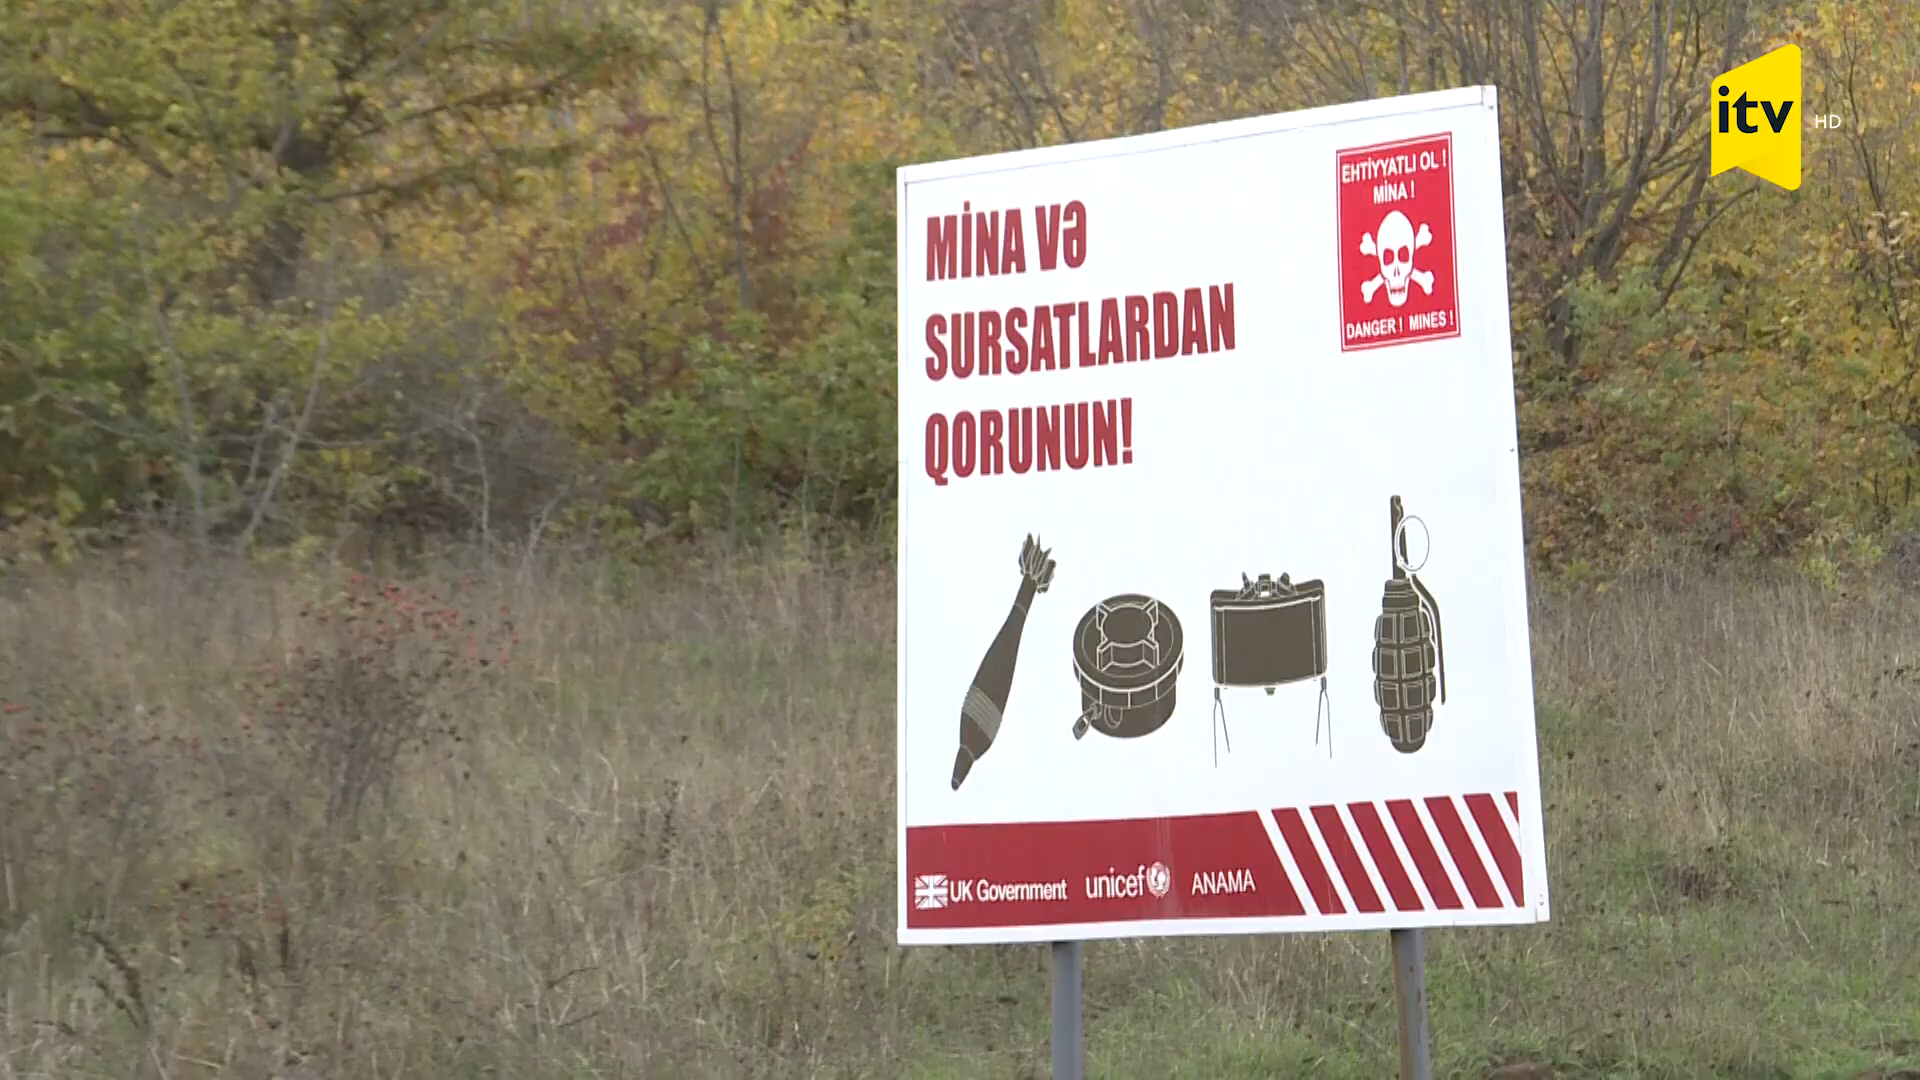 itv HD
EHTİYYATLI OL !
MİNA !
DANGER ! MINES !
MİNA VƏ
SURSATLARDAN
QORUNUN!
UK Government unicef ANAMA